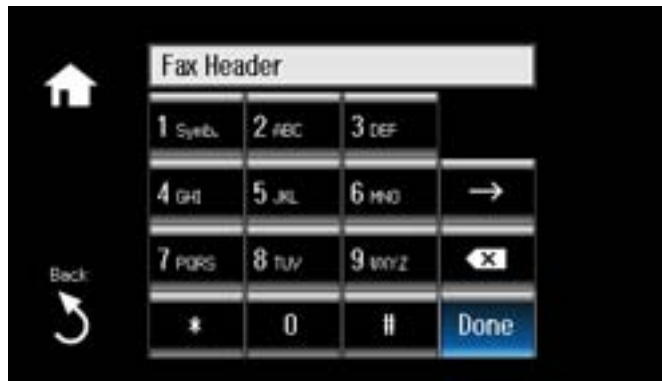 Fax Header
1 Symb. 2 ABC 3 DEF
4 GHI 5 JKL 6 MNO →
7 PQRS 8 TUV 9 WXYZ
Back
* 0 # Done